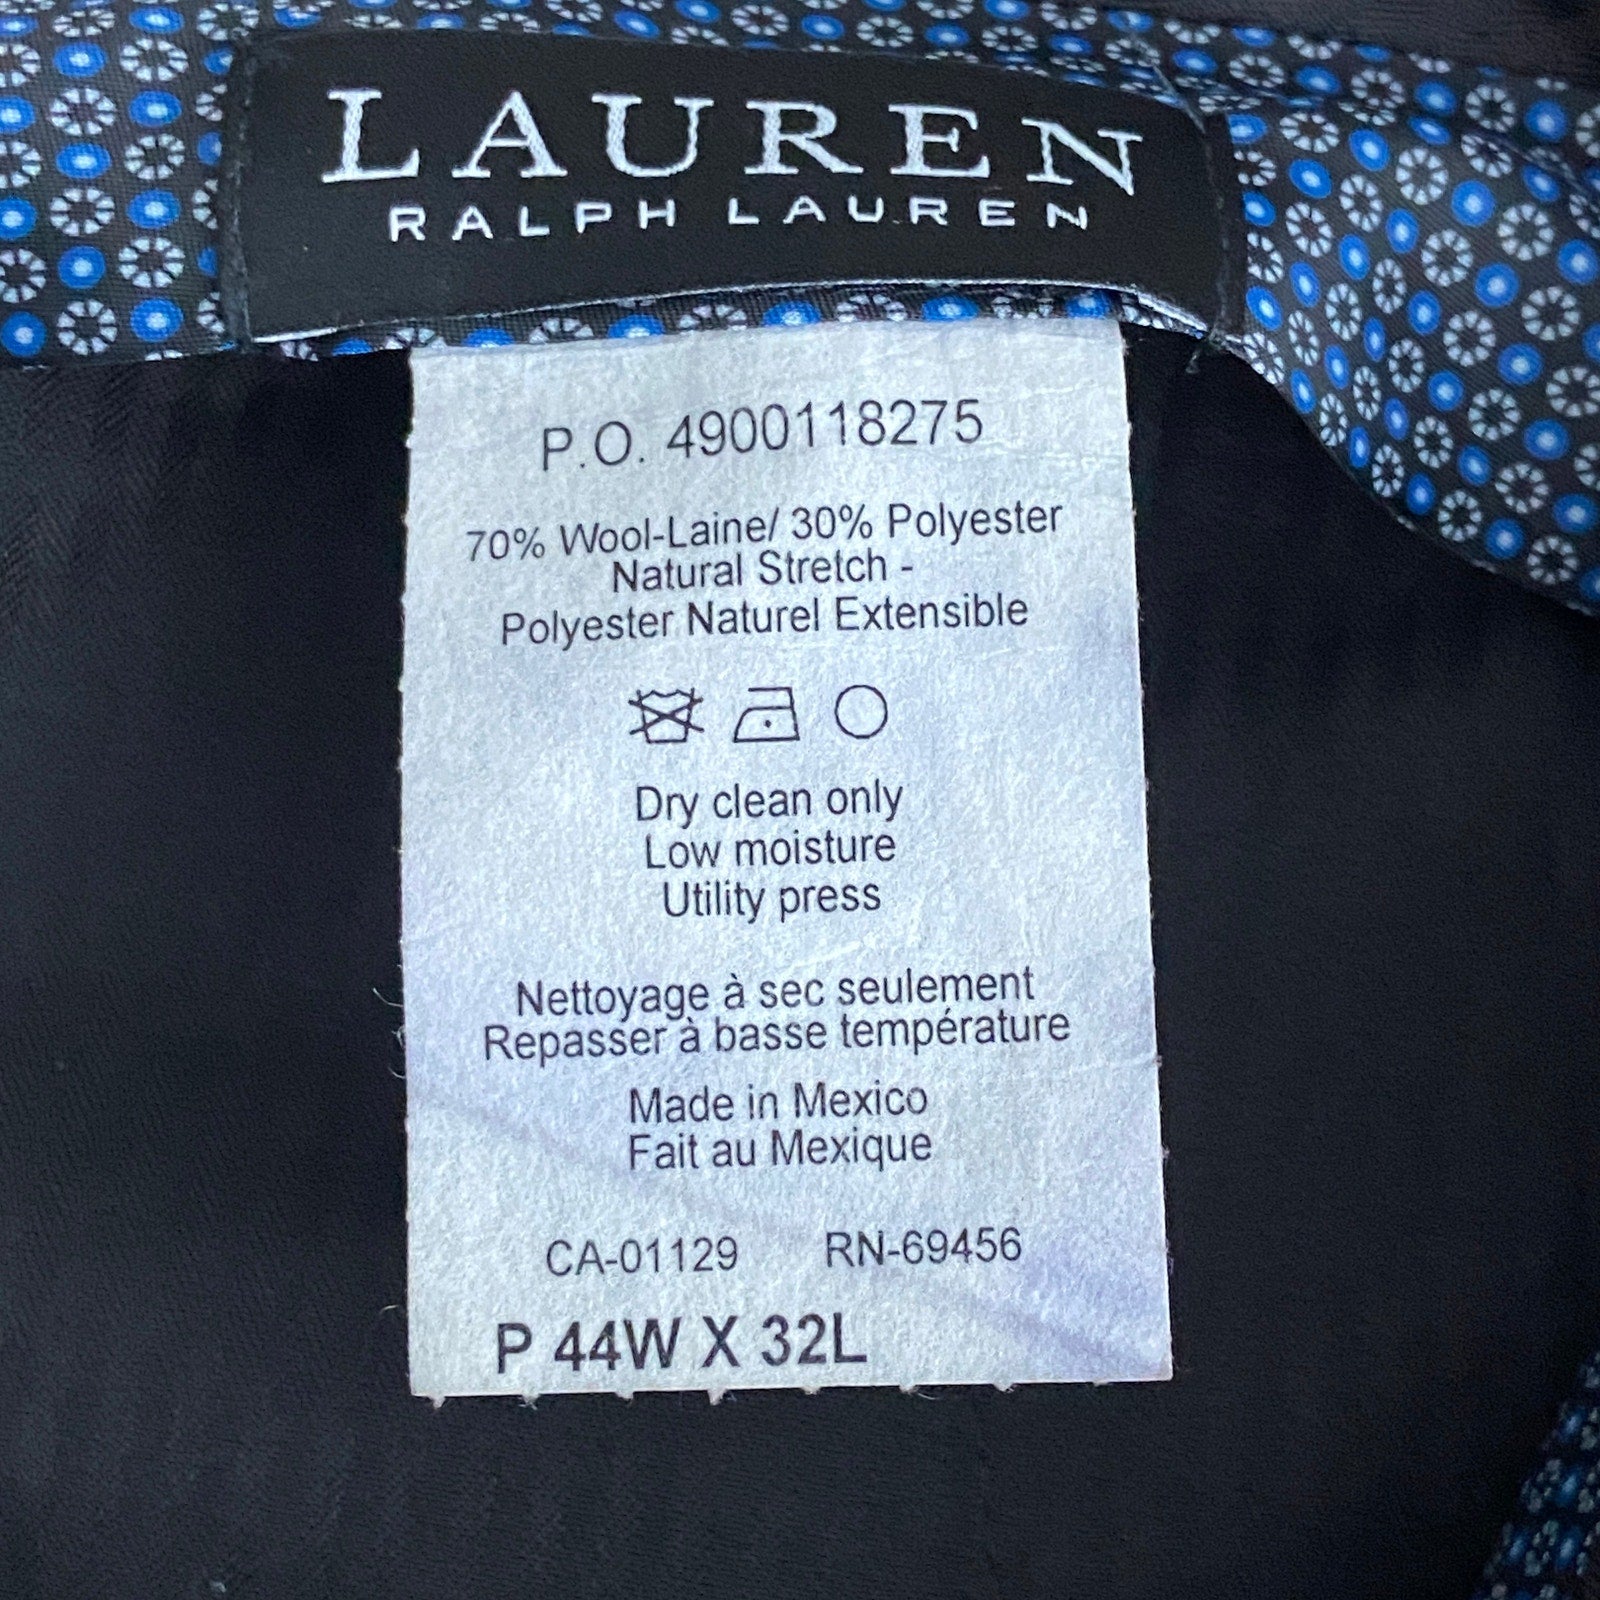 LAUREN
RALPH LAUREN
P.O. 4900118275
70% Wool-Laine/ 30% Polyester
Natural Stretch -
Polyester Naturel Extensible
Dry clean only
Low moisture
Utility press
Nettoyage à sec seulement
Repasser à basse température
Made in Mexico
Fait au Mexique
CA-01129 RN-69456
P 44W X 32L